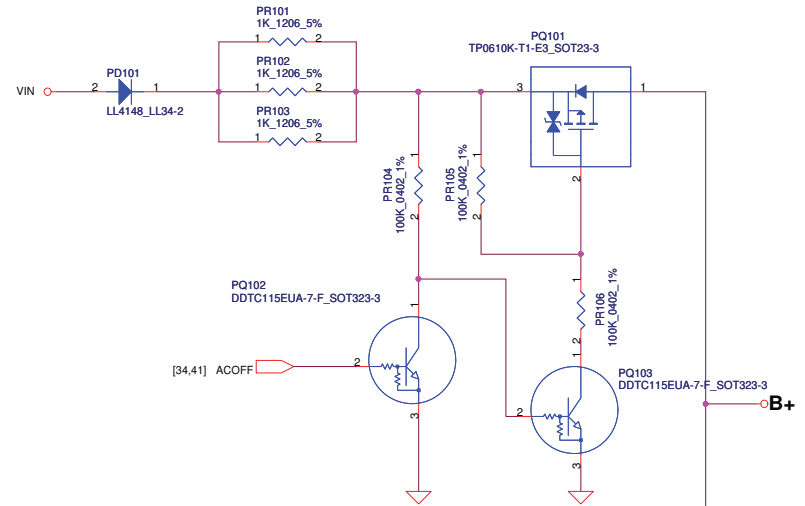 PR101
1K_1206_5%
1 2
PQ101
TP0610K-T1-E3_SOT23-3
PD101
VIN 2 1
LL4148_LL34-2
PR102
1K_1206_5%
1 2
3 1
PR103
1K_1206_5%
1 2
1 PR104 2
100K_0402_1%
1 PR105 2
100K_0402_1%
2
PQ102
DDTC115EUA-7-F_SOT323-3
1
1 PR106 2
100K_0402_1%
[34,41] ACOFF 2
3
1
PQ103
DDTC115EUA-7-F_SOT323-3
2
3
B+